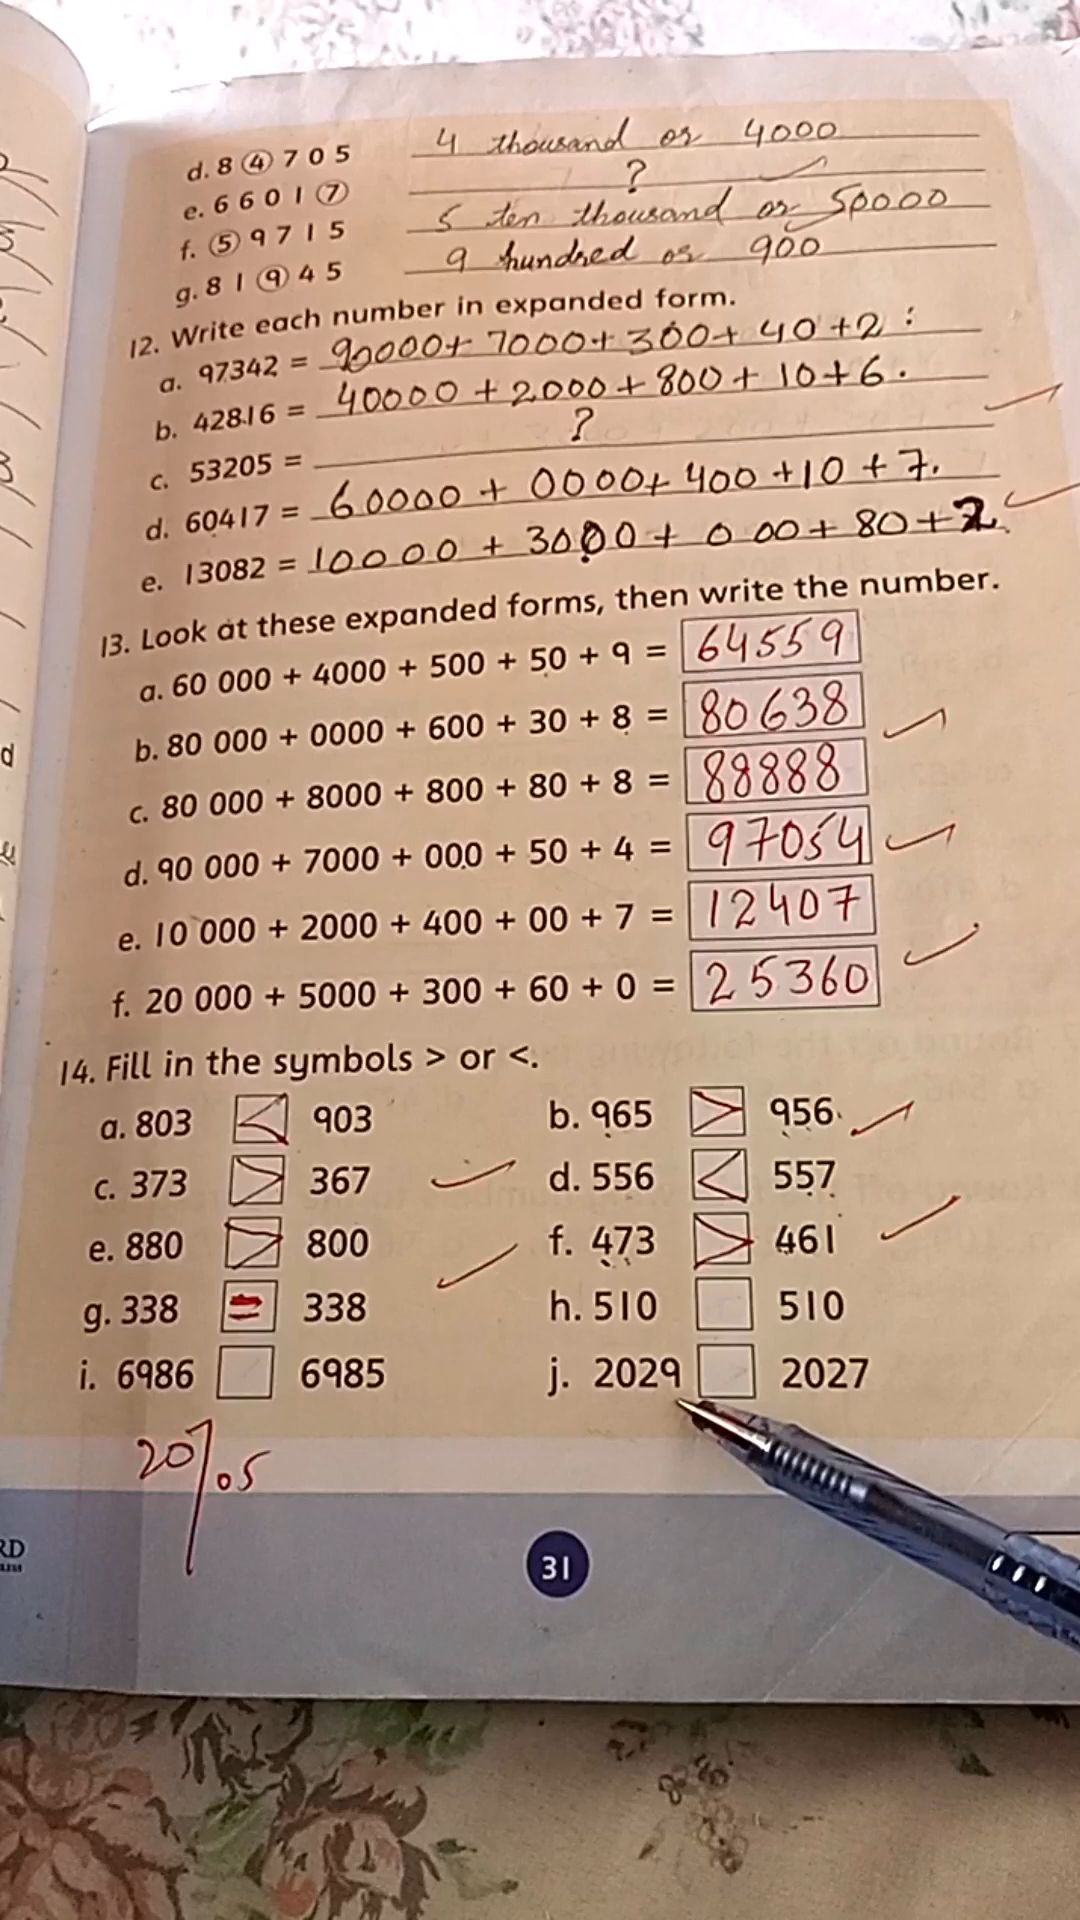 d. 8 4 7 0 5 4 thousand or 4000
e. 6 6 0 1 7 ?
f. 5 9 7 1 5 5 ten thousand or 50000
g. 8 1 9 4 5 9 hundred or 900
12. Write each number in expanded form.
a. 97342 = 90000+ 7000+ 300+ 40 +2
b. 42816 = 40000 + 2000 + 800 + 10 + 6.
c. 53205 = ?
d. 60417 = 60000 + 0000+ 400 +10 + 7.
e. 13082 = 10000 + 3000 + 000 + 80 + 2
13. Look at these expanded forms, then write the number.
a. 60 000 + 4000 + 500 + 50 + 9 = 64559
b. 80 000 + 0000 + 600 + 30 + 8 = 80638
c. 80 000 + 8000 + 800 + 80 + 8 = 88888
d. 90 000 + 7000 + 000 + 50 + 4 = 97054
e. 10 000 + 2000 + 400 + 00 + 7 = 12407
f. 20 000 + 5000 + 300 + 60 + 0 = 25360
14. Fill in the symbols > or <.
a. 803 < 903 b. 965 > 956
c. 373 > 367 d. 556 < 557
e. 880 > 800 f. 473 > 461
g. 338 = 338 h. 510 510
i. 6986 6985 j. 2029 2027
20/.05
RD
31